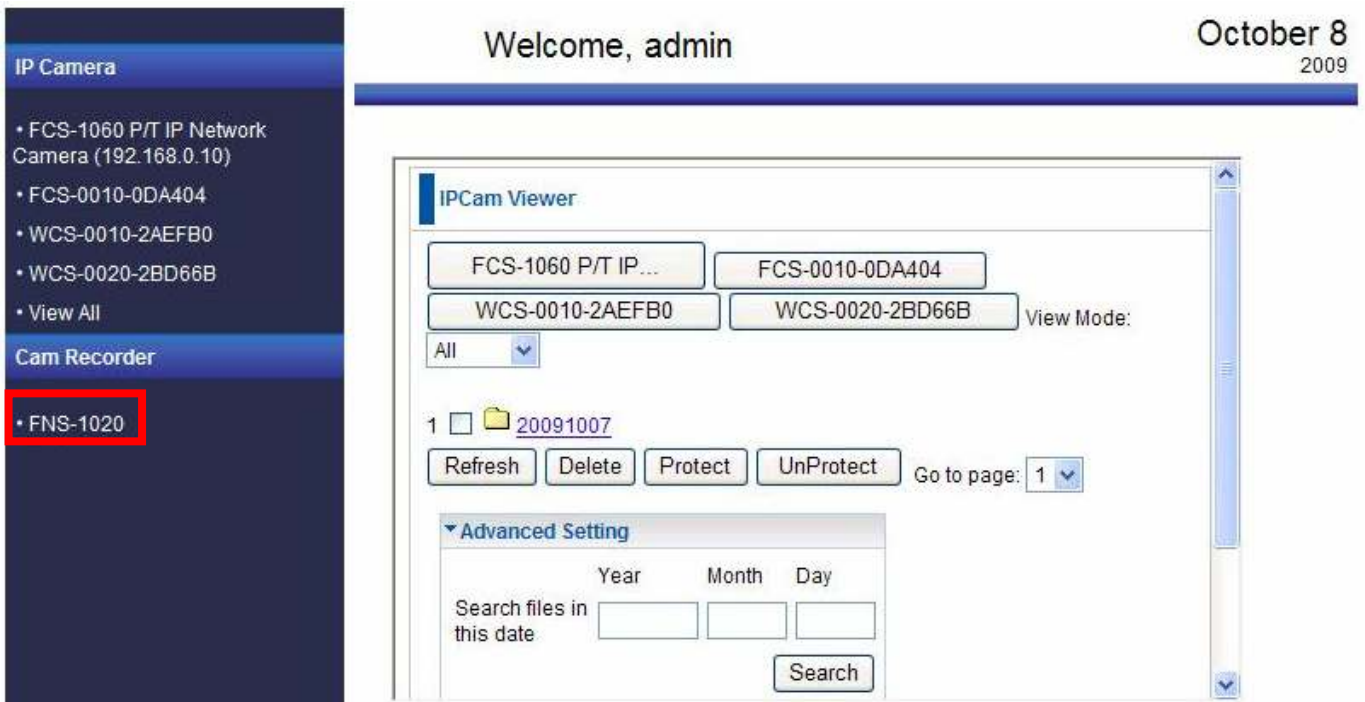 IP Camera
• FCS-1060 P/T IP Network
Camera (192.168.0.10)
• FCS-0010-0DA404
• WCS-0010-2AEFB0
• WCS-0020-2BD66B
• View All
Cam Recorder
• FNS-1020
Welcome, admin
October 8
2009
IPCam Viewer
FCS-1060 P/T IP... FCS-0010-0DA404
WCS-0010-2AEFB0 WCS-0020-2BD66B View Mode:
All
1 20091007
Refresh Delete Protect UnProtect Go to page: 1
Advanced Setting
Year Month Day
Search files in
this date
Search